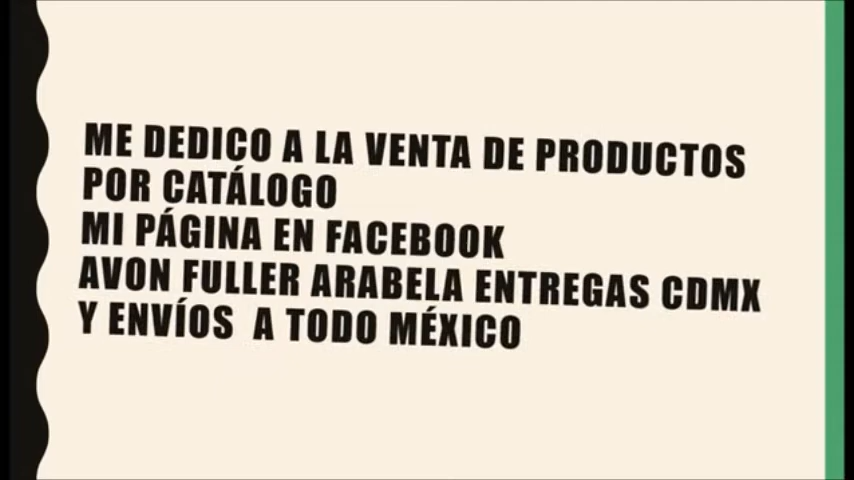 ME DEDICO A LA VENTA DE PRODUCTOS
POR CATÁLOGO
MI PÁGINA EN FACEBOOK
AVON FULLER ARABELA ENTREGAS CDMX
Y ENVÍOS A TODO MÉXICO